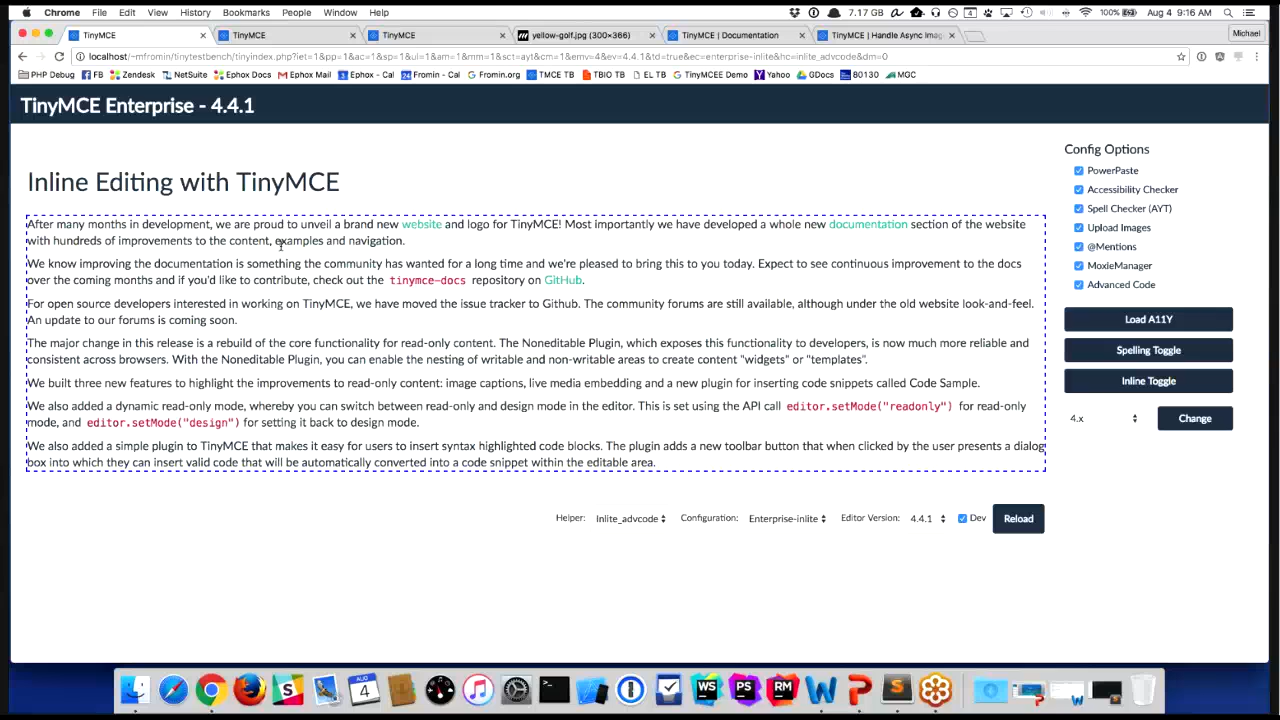 Chrome File Edit View History Bookmarks People Window Help 7.17 GB 4 100% Aug 4 9:16 AM
TinyMCE TinyMCE TinyMCE yellow-golf.jpg (300×366) TinyMCE | Documentation TinyMCE | Handle Async Imag Michael
localhost/~mfromin/tinytestbench/tinyindex.php?iet=1&pp=1&ac=1&sp=1&ul=1&am=1&mm=1&sct=ayt&cm=1&emv=4&ev=4.4.1&td=true&ec=enterprise-inlite&hc=inlite_advcode&dm=0
PHP Debug FB Zendesk NetSuite Ephox Docs Ephox Mail Ephox - Cal Fromin - Cal Fromin.org TMCE TB TBIO TB EL TB TinyMCEE Demo Yahoo GDocs 80130 MGC
TinyMCE Enterprise - 4.4.1
Inline Editing with TinyMCE
After many months in development, we are proud to unveil a brand new website and logo for TinyMCE! Most importantly we have developed a whole new documentation section of the website
with hundreds of improvements to the content, examples and navigation.
We know improving the documentation is something the community has wanted for a long time and we're pleased to bring this to you today. Expect to see continuous improvement to the docs
over the coming months and if you'd like to contribute, check out the tinymce-docs repository on GitHub.
For open source developers interested in working on TinyMCE, we have moved the issue tracker to Github. The community forums are still available, although under the old website look-and-feel.
An update to our forums is coming soon.
The major change in this release is a rebuild of the core functionality for read-only content. The Noneditable Plugin, which exposes this functionality to developers, is now much more reliable and
consistent across browsers. With the Noneditable Plugin, you can enable the nesting of writable and non-writable areas to create content "widgets" or "templates".
We built three new features to highlight the improvements to read-only content: image captions, live media embedding and a new plugin for inserting code snippets called Code Sample.
We also added a dynamic read-only mode, whereby you can switch between read-only and design mode in the editor. This is set using the API call editor.setMode("readonly") for read-only
mode, and editor.setMode("design") for setting it back to design mode.
We also added a simple plugin to TinyMCE that makes it easy for users to insert syntax highlighted code blocks. The plugin adds a new toolbar button that when clicked by the user presents a dialog
box into which they can insert valid code that will be automatically converted into a code snippet within the editable area.
Helper: Inlite_advcode Configuration: Enterprise-inlite Editor Version: 4.4.1 Dev Reload
Config Options
PowerPaste
Accessibility Checker
Spell Checker (AYT)
Upload Images
@Mentions
MoxieManager
Advanced Code
Load A11Y
Spelling Toggle
Inline Toggle
4.x Change
4 WS PS RM